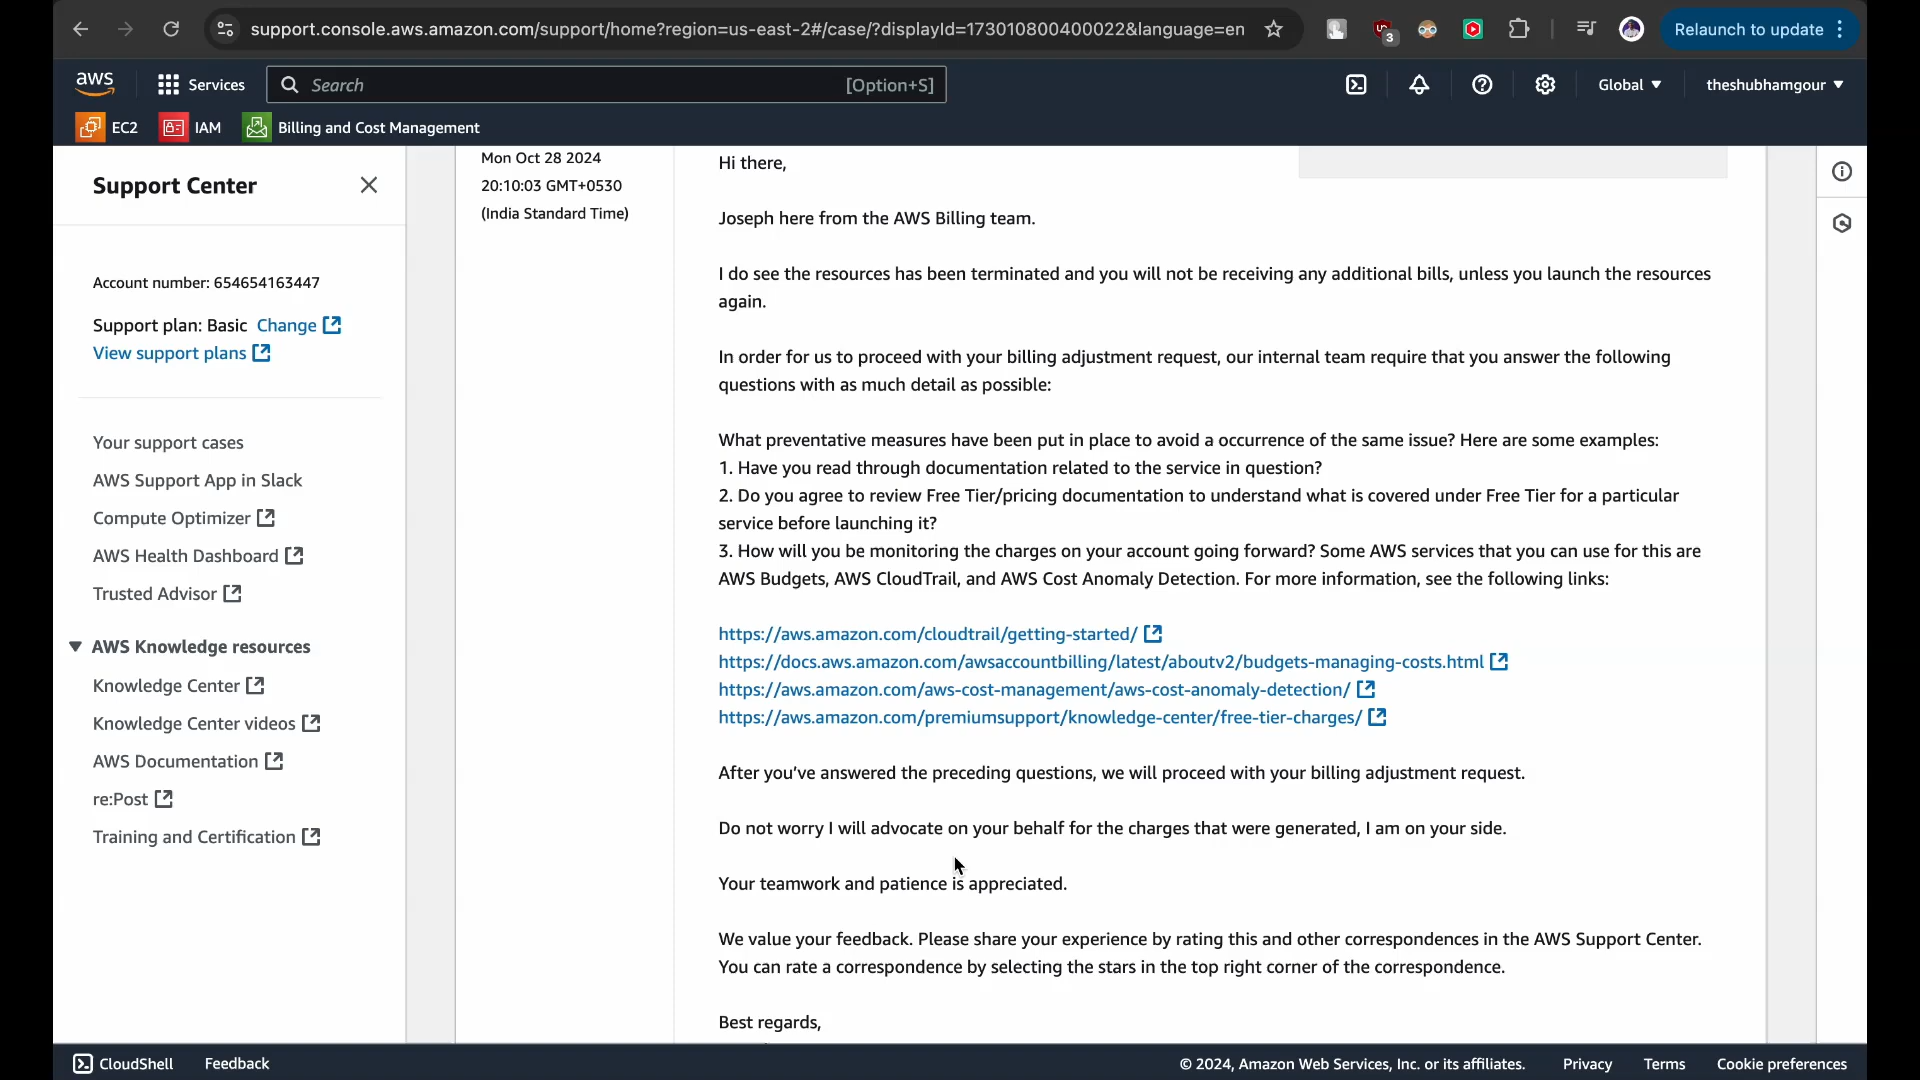 support.console.aws.amazon.com/support/home?region=us-east-2#/case/?displayId=173010800400022&language=en
3
Relaunch to update
aws
Services
Search
[Option+S]
Global
theshubhamgour
EC2
IAM
Billing and Cost Management
Support Center
Account number: 654654163447
Support plan: Basic Change
View support plans
Your support cases
AWS Support App in Slack
Compute Optimizer
AWS Health Dashboard
Trusted Advisor
AWS Knowledge resources
Knowledge Center
Knowledge Center videos
AWS Documentation
re:Post
Training and Certification
Mon Oct 28 2024
20:10:03 GMT+0530
(India Standard Time)
Hi there,
Joseph here from the AWS Billing team.
I do see the resources has been terminated and you will not be receiving any additional bills, unless you launch the resources
again.
In order for us to proceed with your billing adjustment request, our internal team require that you answer the following
questions with as much detail as possible:
What preventative measures have been put in place to avoid a occurrence of the same issue? Here are some examples:
1. Have you read through documentation related to the service in question?
2. Do you agree to review Free Tier/pricing documentation to understand what is covered under Free Tier for a particular
service before launching it?
3. How will you be monitoring the charges on your account going forward? Some AWS services that you can use for this are
AWS Budgets, AWS CloudTrail, and AWS Cost Anomaly Detection. For more information, see the following links:
https://aws.amazon.com/cloudtrail/getting-started/
https://docs.aws.amazon.com/awsaccountbilling/latest/aboutv2/budgets-managing-costs.html
https://aws.amazon.com/aws-cost-management/aws-cost-anomaly-detection/
https://aws.amazon.com/premiumsupport/knowledge-center/free-tier-charges/
After you've answered the preceding questions, we will proceed with your billing adjustment request.
Do not worry I will advocate on your behalf for the charges that were generated, I am on your side.
Your teamwork and patience is appreciated.
We value your feedback. Please share your experience by rating this and other correspondences in the AWS Support Center.
You can rate a correspondence by selecting the stars in the top right corner of the correspondence.
Best regards,
CloudShell
Feedback
© 2024, Amazon Web Services, Inc. or its affiliates.
Privacy
Terms
Cookie preferences